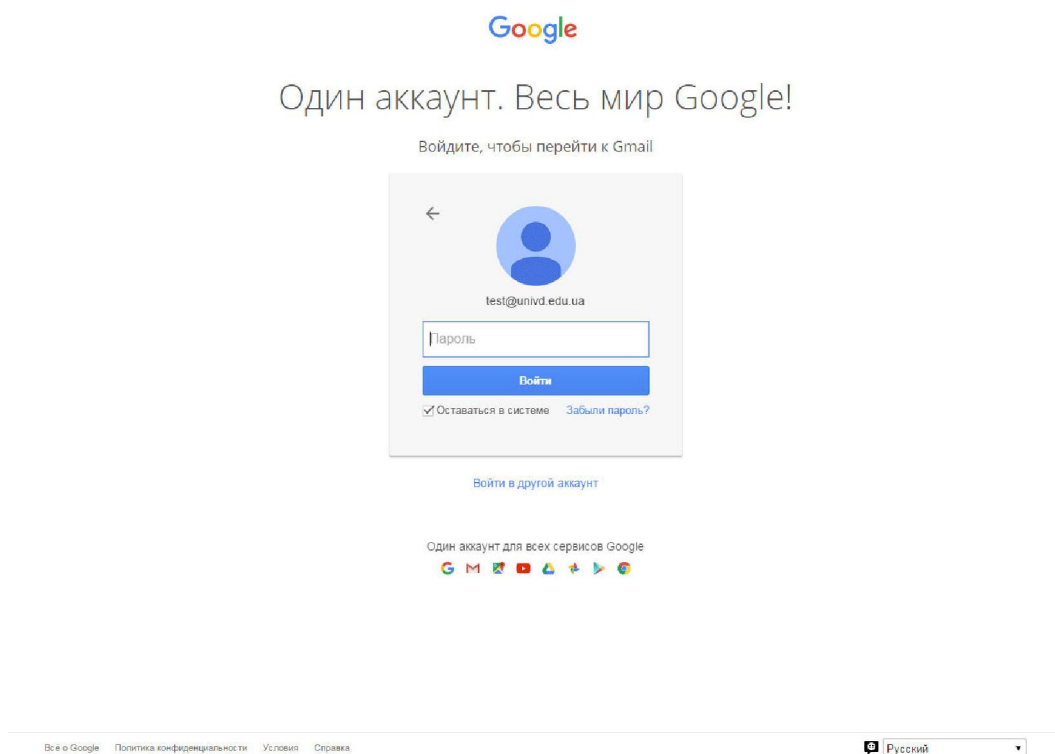 Google
Один аккаунт. Весь мир Google!
Войдите, чтобы перейти к Gmail
test@univd.edu.ua
Пароль
Войти
Оставаться в системе Забыли пароль?
Войти в другой аккаунт
Один аккаунт для всех сервисов Google
Всё о Google Политика конфиденциальности Условия Справка Русский